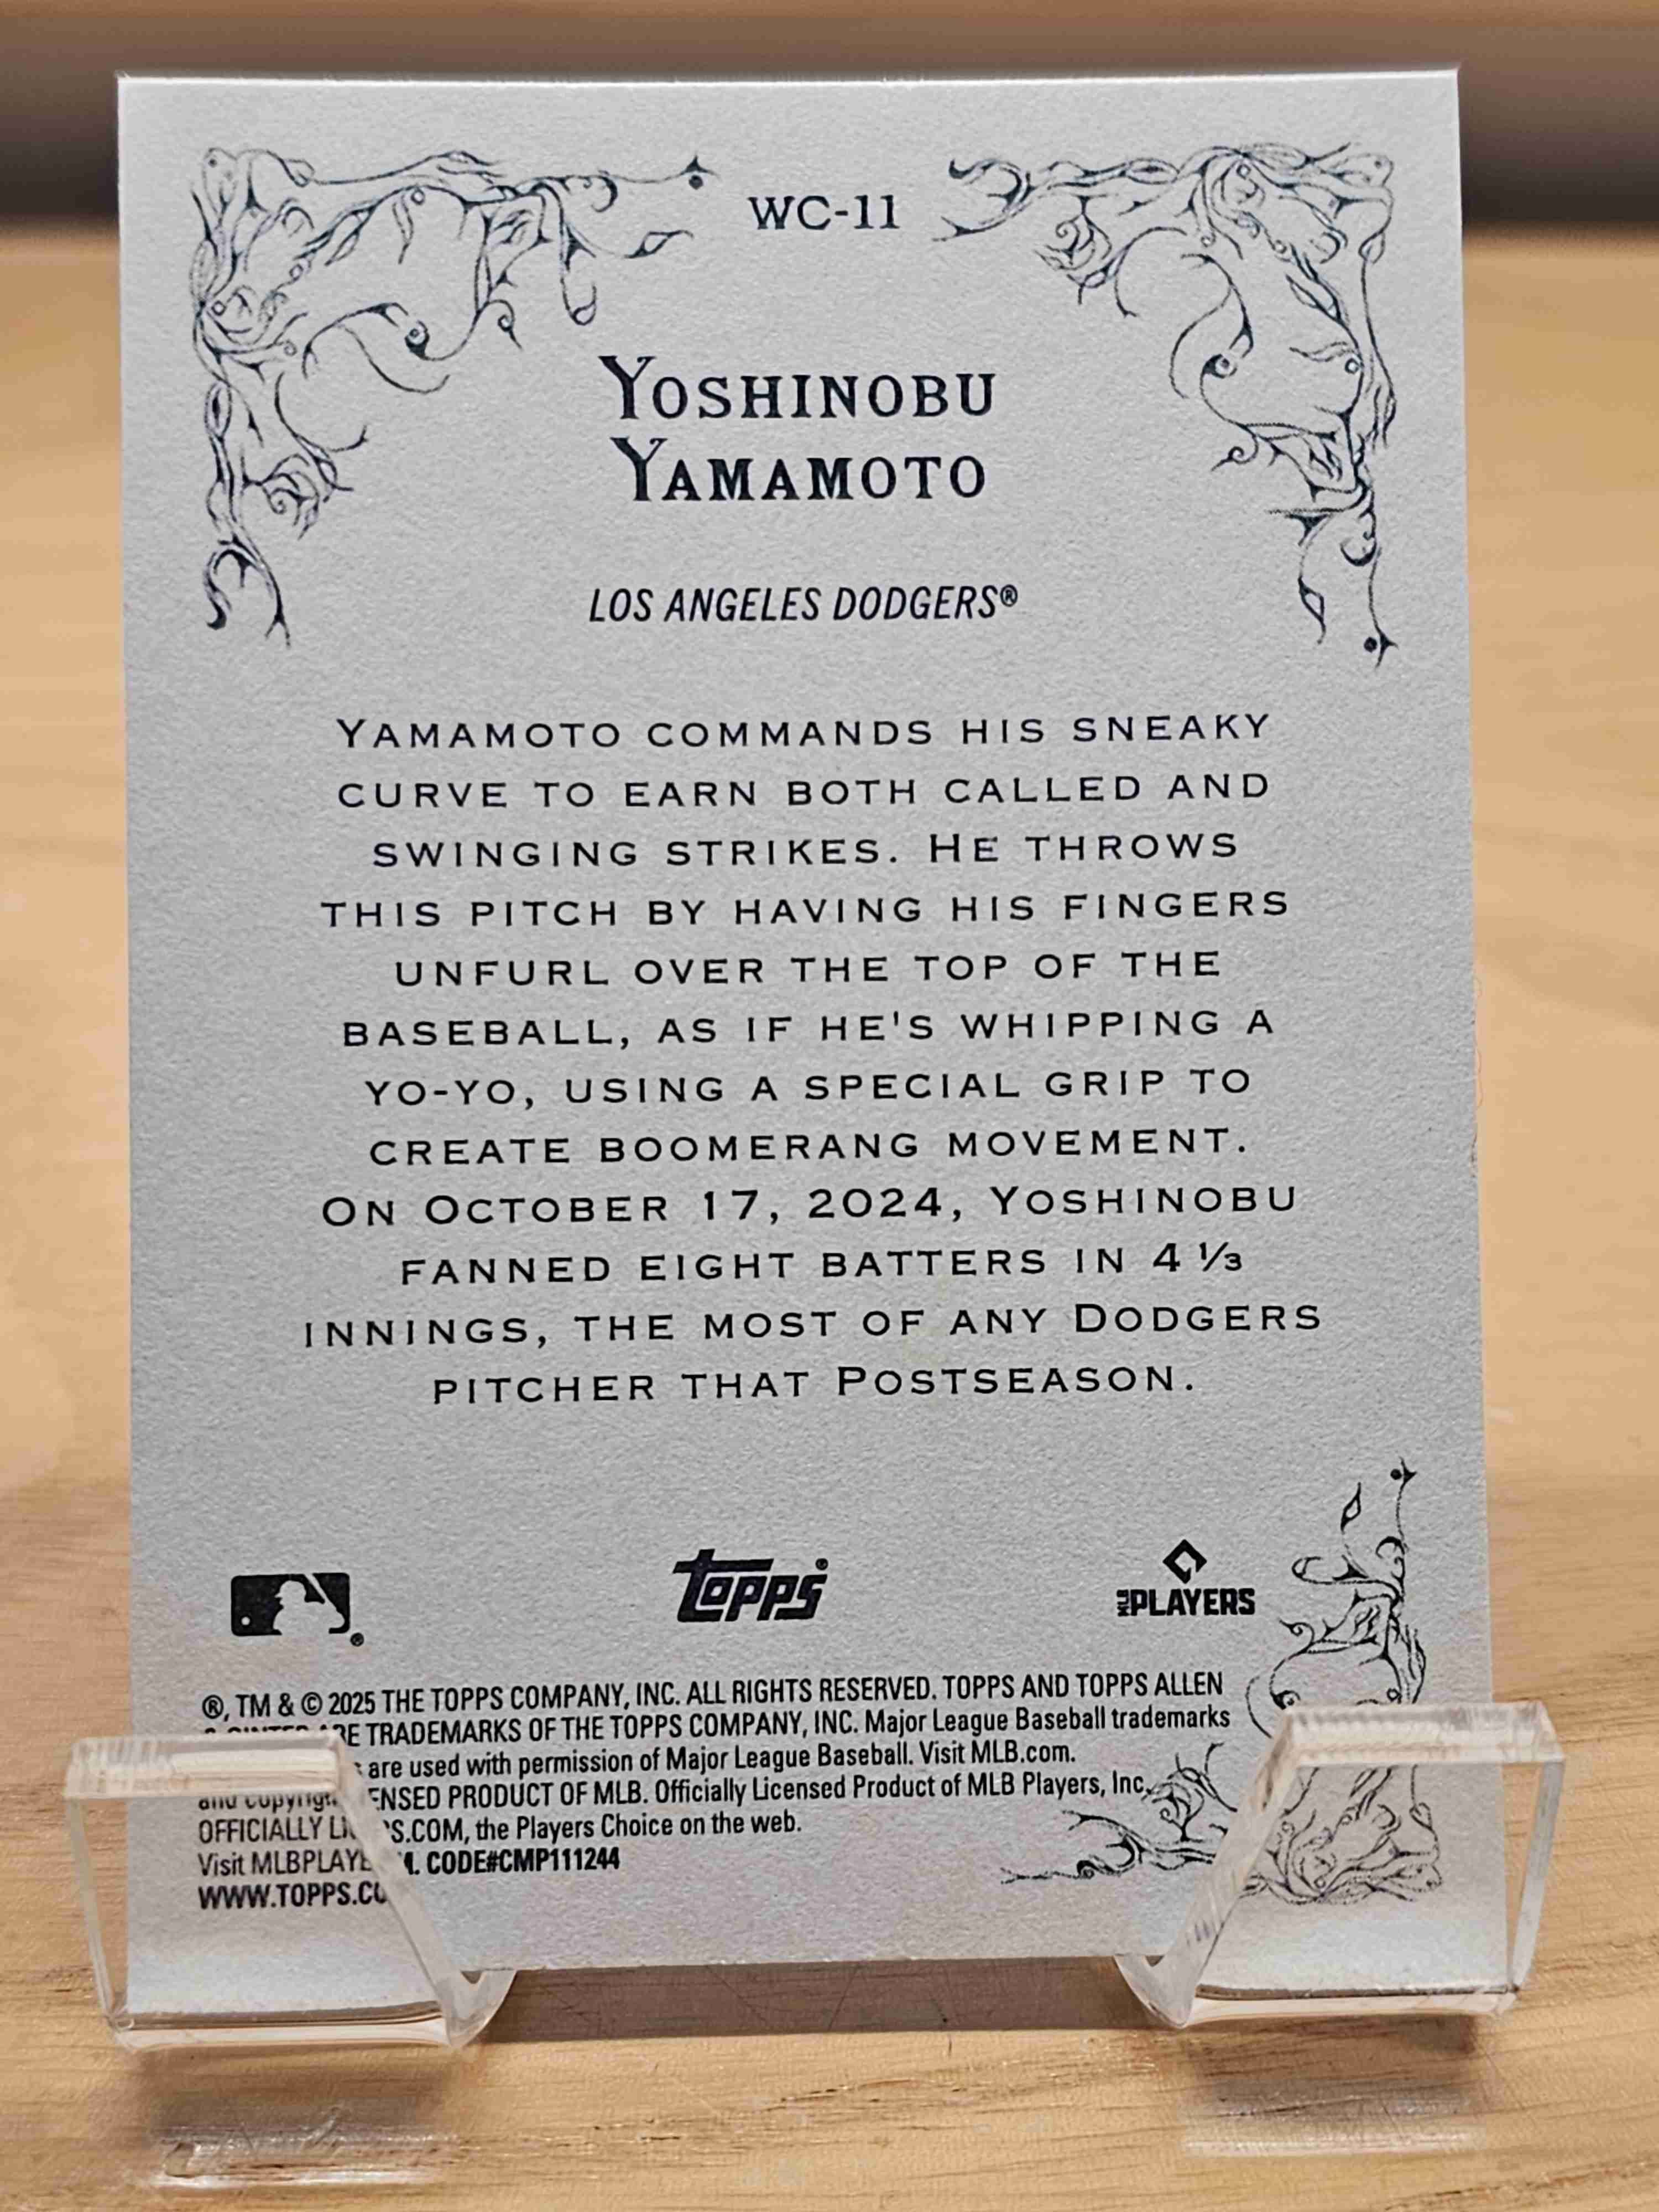 WC-11
YOSHINOBU
YAMAMOTO
LOS ANGELES DODGERS®
YAMAMOTO COMMANDS HIS SNEAKY
CURVE TO EARN BOTH CALLED AND
SWINGING STRIKES. HE THROWS
THIS PITCH BY HAVING HIS FINGERS
UNFURL OVER THE TOP OF THE
BASEBALL, AS IF HE'S WHIPPING A
YO-YO, USING A SPECIAL GRIP TO
CREATE BOOMERANG MOVEMENT.
ON OCTOBER 17, 2024, YOSHINOBU
FANNED EIGHT BATTERS IN 4 ⅓
INNINGS, THE MOST OF ANY DODGERS
PITCHER THAT POSTSEASON.
topps®
MLB PLAYERS
®, TM & © 2025 THE TOPPS COMPANY, INC. ALL RIGHTS RESERVED. TOPPS AND TOPPS ALLEN
TRADEMARKS OF THE TOPPS COMPANY, INC. Major League Baseball trademarks
and are used with permission of Major League Baseball. Visit MLB.com.
OFFICIALLY PRODUCT OF MLB. Officially Licensed Product of MLB Players, Inc.
Visit the Players Choice on the web.
CODE#CMP111244